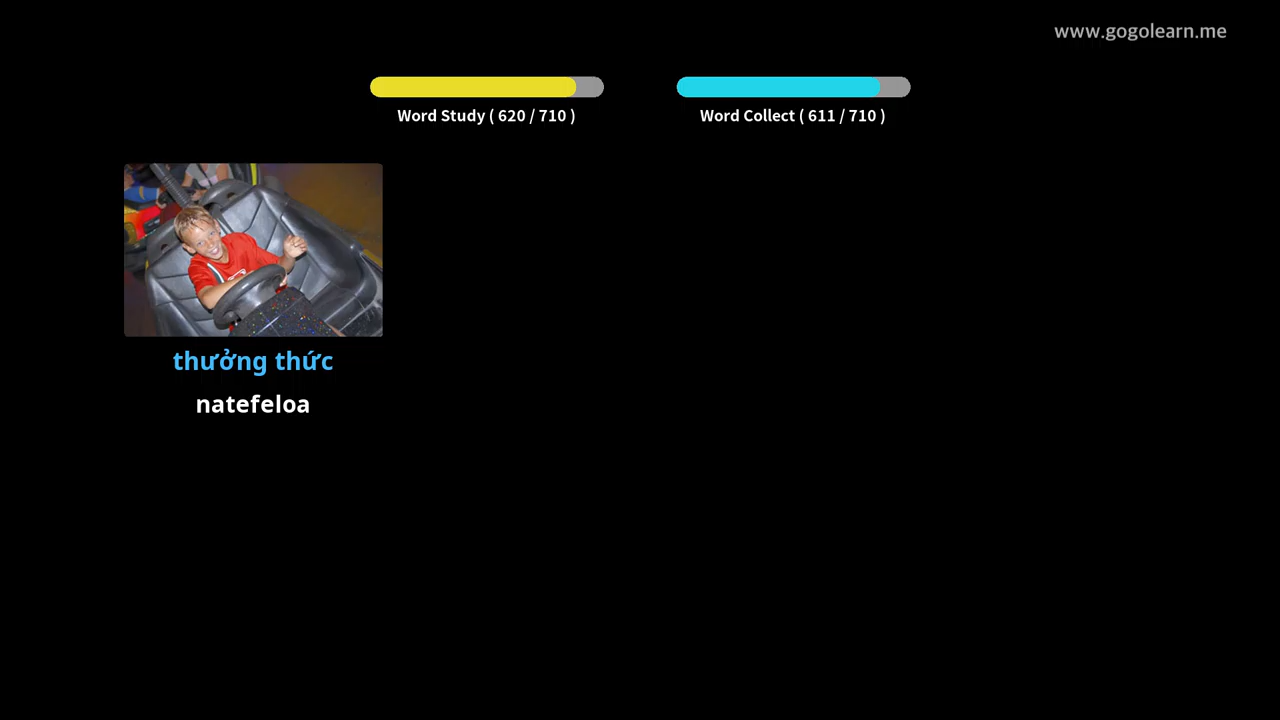 www.gogolearn.me
Word Study ( 620 / 710 )
Word Collect ( 611 / 710 )
thưởng thức
natefeloa